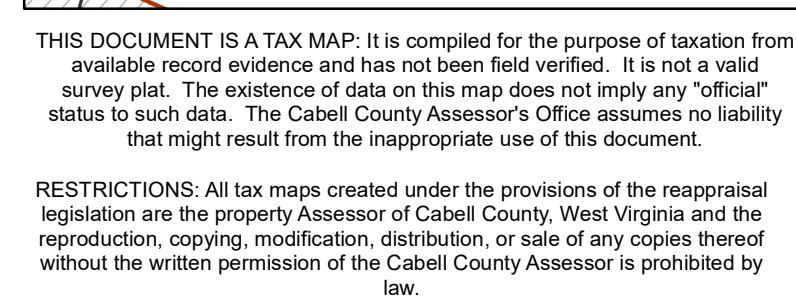 THIS DOCUMENT IS A TAX MAP: It is compiled for the purpose of taxation from
available record evidence and has not been field verified.  It is not a valid
survey plat.  The existence of data on this map does not imply any "official"
status to such data.  The Cabell County Assessor's Office assumes no liability
that might result from the inappropriate use of this document.
RESTRICTIONS: All tax maps created under the provisions of the reappraisal
legislation are the property Assessor of Cabell County, West Virginia and the
reproduction, copying, modification, distribution, or sale of any copies thereof
without the written permission of the Cabell County Assessor is prohibited by
law.